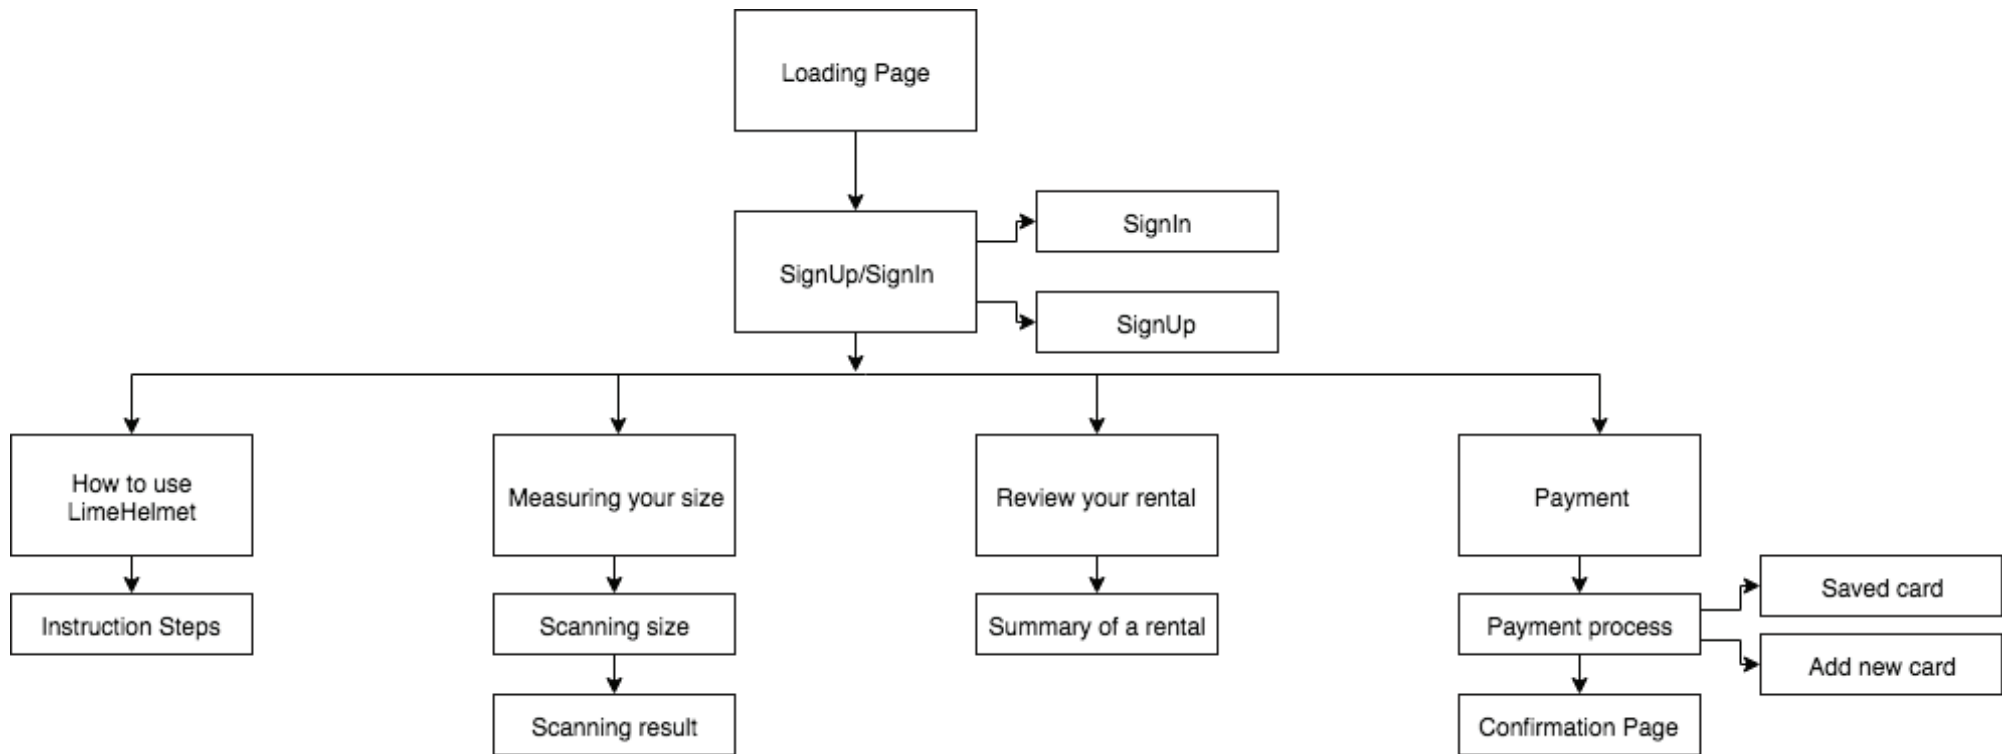 Loading Page
SignIn
SignUp/SignIn
SignUp
How to use
LimeHelmet
Measuring your size
Review your rental
Payment
Instruction Steps
Scanning size
Summary of a rental
Payment process
Saved card
Add new card
Scanning result
Confirmation Page